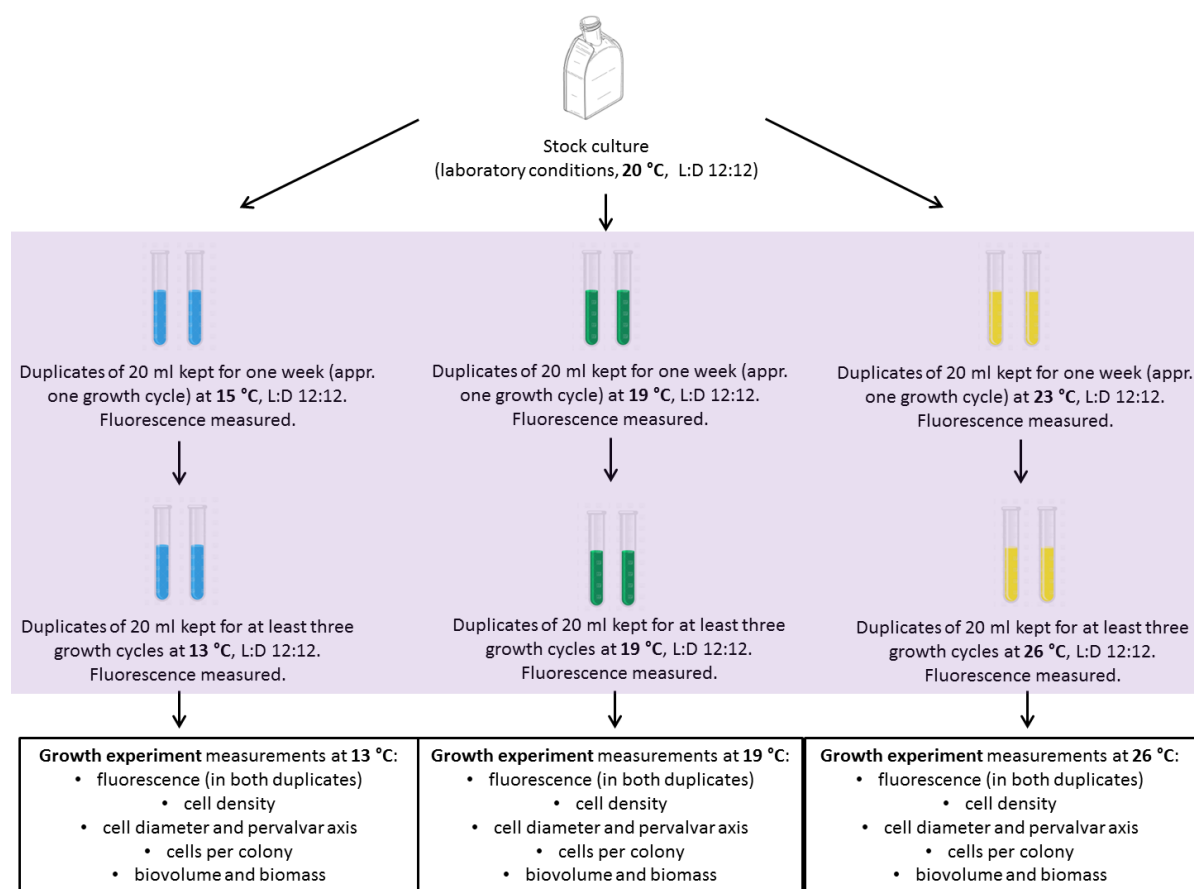 Stock culture
(laboratory conditions, 20 °C, L:D 12:12)
Duplicates of 20 ml kept for one week (appr.
one growth cycle) at 15 °C, L:D 12:12.
Fluorescence measured.
Duplicates of 20 ml kept for one week (appr.
one growth cycle) at 19 °C, L:D 12:12.
Fluorescence measured.
Duplicates of 20 ml kept for one week (appr.
one growth cycle) at 23 °C, L:D 12:12.
Fluorescence measured.
Duplicates of 20 ml kept for at least three
growth cycles at 13 °C, L:D 12:12.
Fluorescence measured.
Duplicates of 20 ml kept for at least three
growth cycles at 19 °C, L:D 12:12.
Fluorescence measured.
Duplicates of 20 ml kept for at least three
growth cycles at 26 °C, L:D 12:12.
Fluorescence measured.
Growth experiment measurements at 13 °C:
• fluorescence (in both duplicates)
• cell density
• cell diameter and pervalvar axis
• cells per colony
• biovolume and biomass
Growth experiment measurements at 19 °C:
• fluorescence (in both duplicates)
• cell density
• cell diameter and pervalvar axis
• cells per colony
• biovolume and biomass
Growth experiment measurements at 26 °C:
• fluorescence (in both duplicates)
• cell density
• cell diameter and pervalvar axis
• cells per colony
• biovolume and biomass